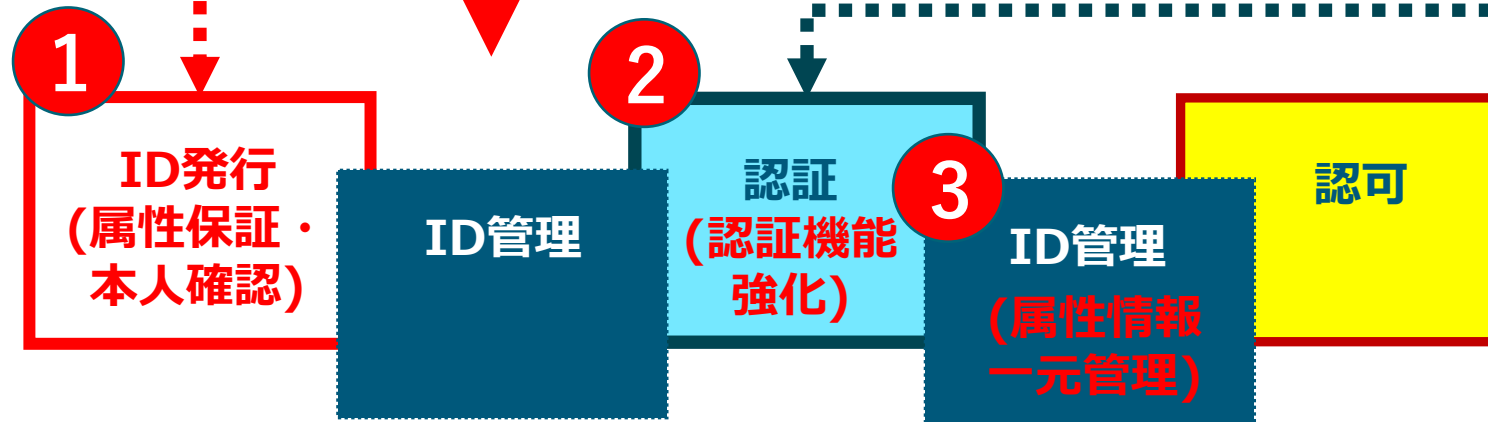 1
ID発行
(属性保証・
本人確認)
ID管理
2
認証
(認証機能
強化)
3
ID管理
(属性情報
一元管理)
認可